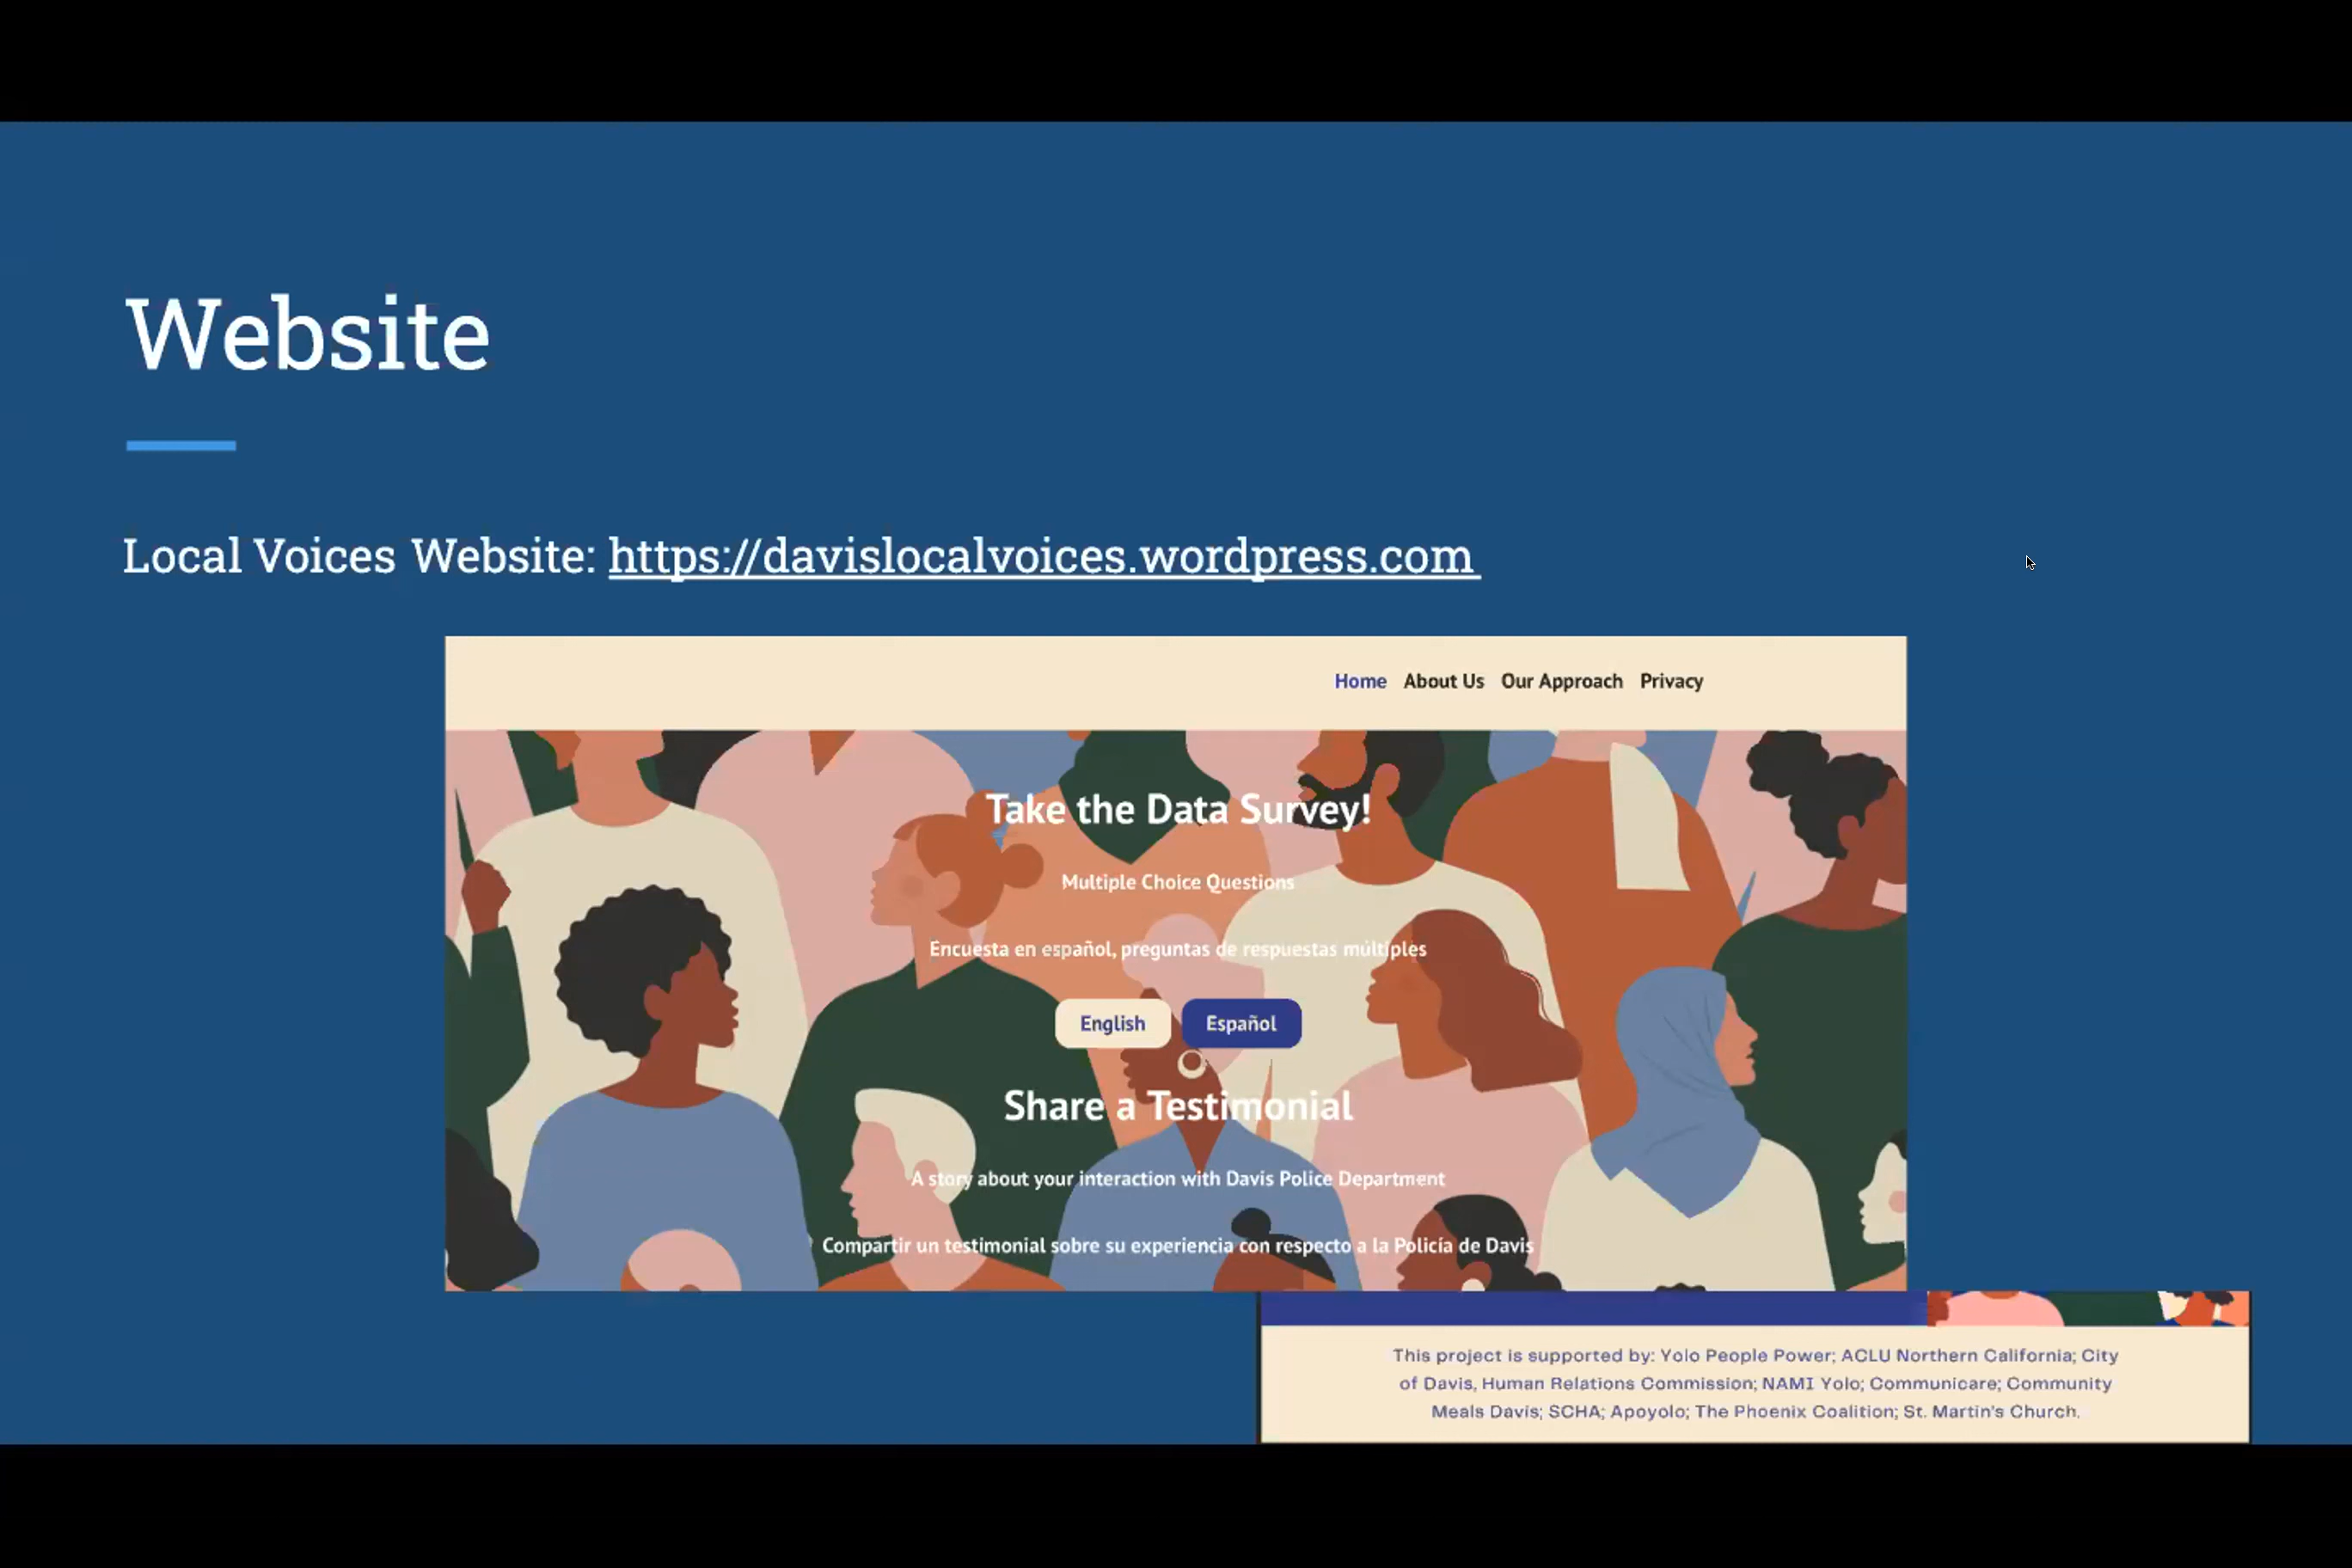 Website
Local Voices Website: https://davislocalvoices.wordpress.com
Home About Us Our Approach Privacy
Take the Data Survey!
Multiple Choice Questions
Encuesta en español, preguntas de respuestas múltiples
English Español
Share a Testimonial
A story about your interaction with Davis Police Department
Compartir un testimonial sobre su experiencia con respecto a la Policía de Davis
This project is supported by: Yolo People Power; ACLU Northern California; City
of Davis, Human Relations Commission; NAMI Yolo; Communicare; Community
Meals Davis; SCHA; Apoyolo; The Phoenix Coalition; St. Martin's Church.